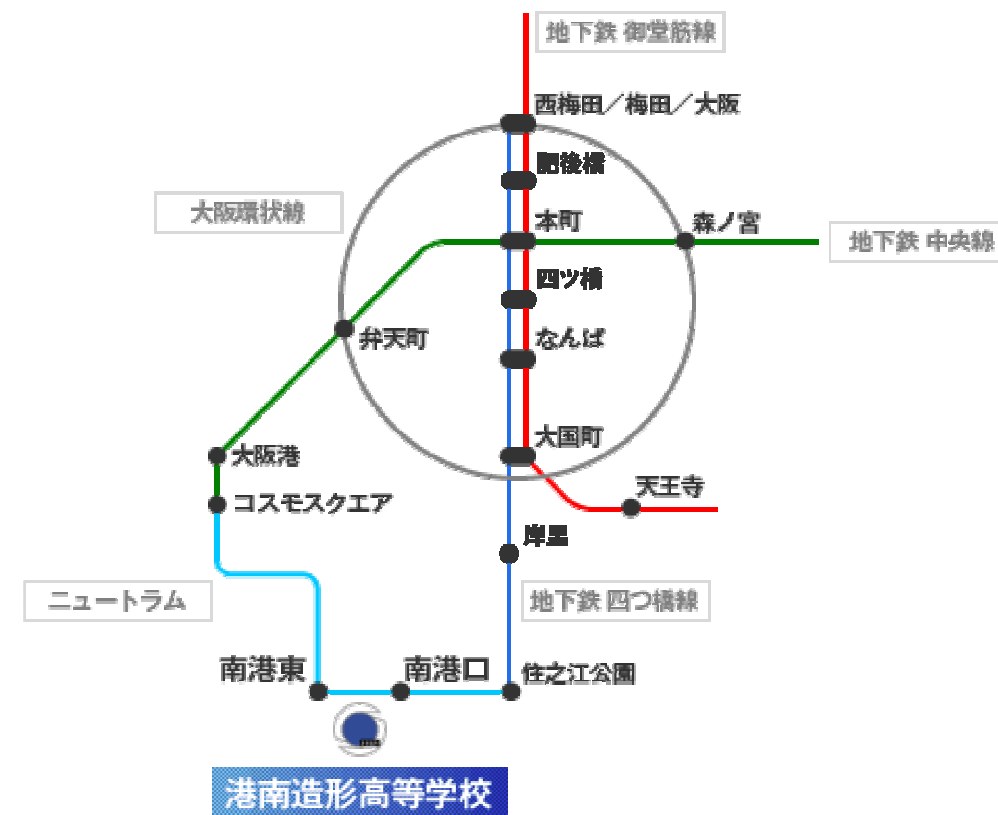 地下鉄 御堂筋線
西梅田／梅田／大阪
肥後橋
大阪環状線
本町
森ノ宮
地下鉄 中央線
四ツ橋
弁天町
なんば
大国町
大阪港
天王寺
コスモスクエア
岸里
ニュートラム
地下鉄 四つ橋線
南港東
南港口
住之江公園
港南造形高等学校